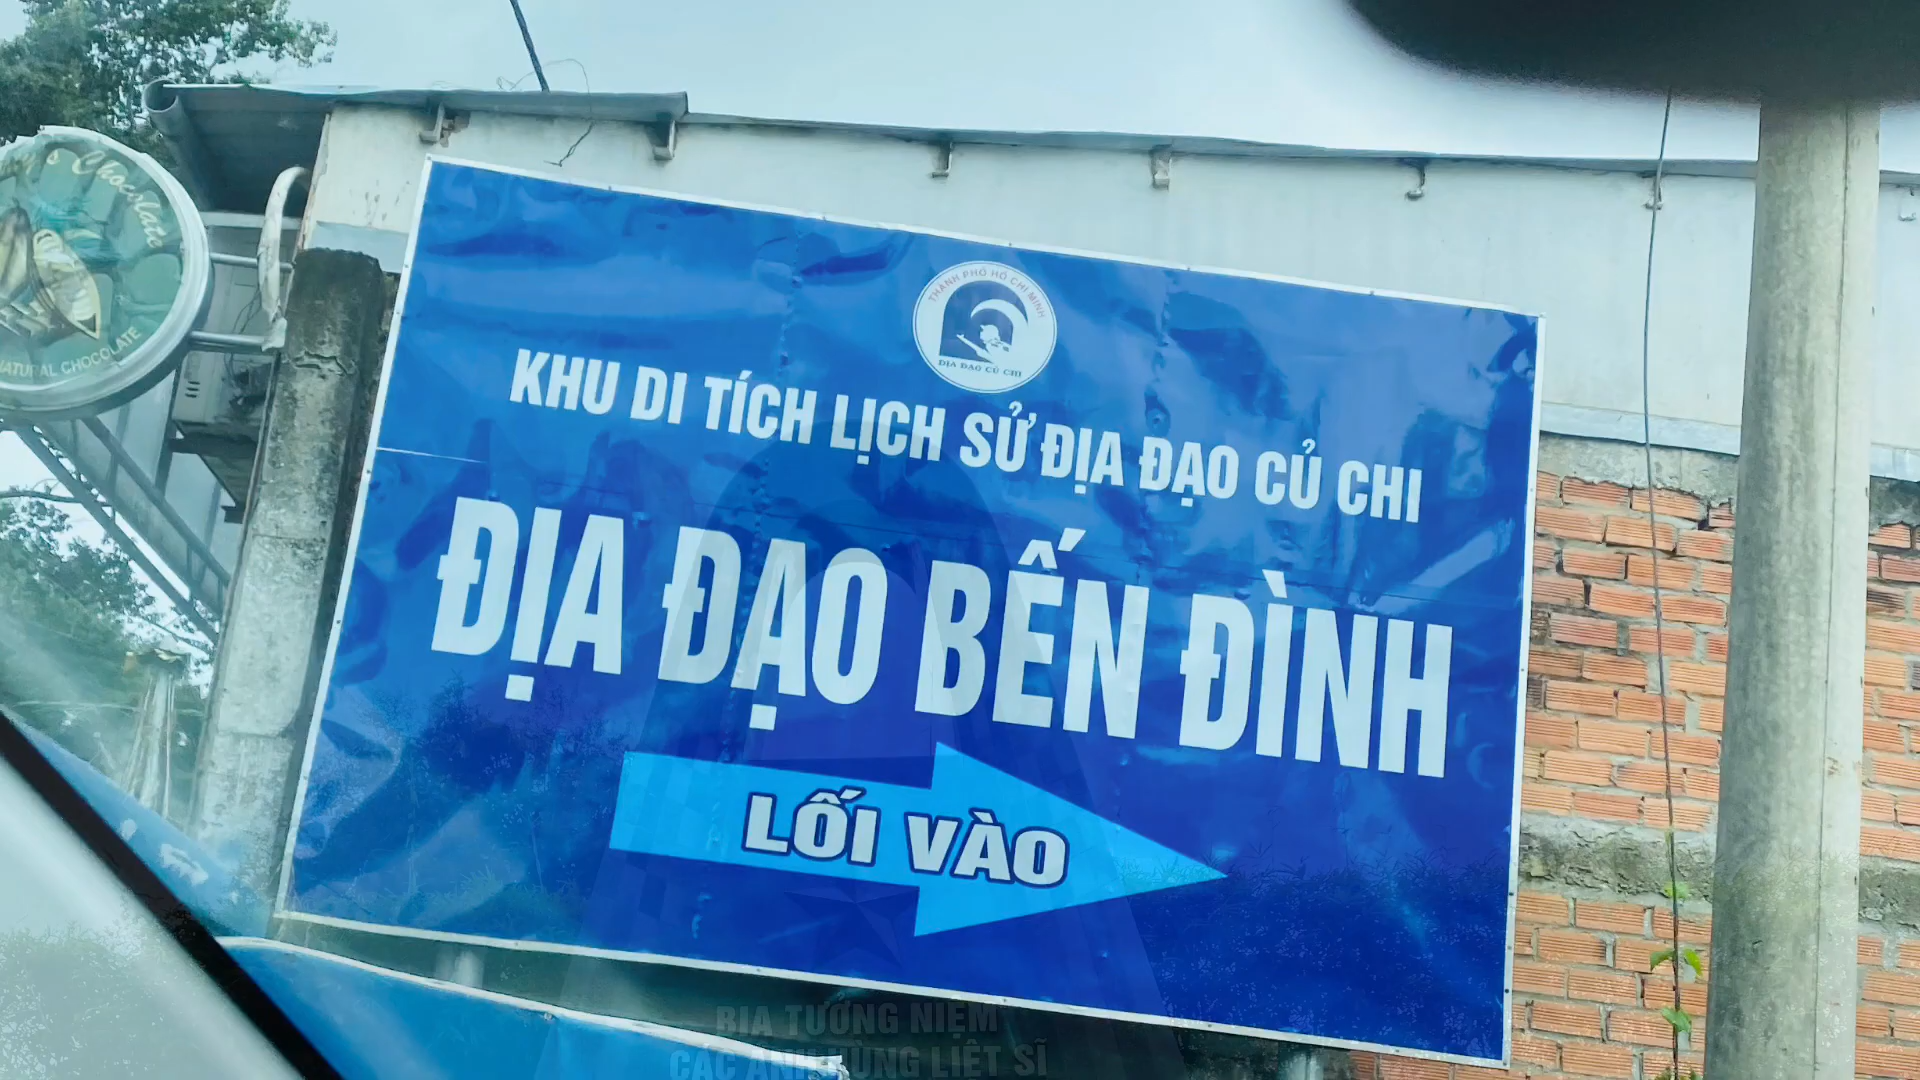 Chocolate
NATURAL CHOCOLATE
THÀNH PHỐ HỒ CHÍ MINH
ĐỊA ĐẠO CỦ CHI
KHU DI TÍCH LỊCH SỬ ĐỊA ĐẠO CỦ CHI
ĐỊA ĐẠO BẾN ĐÌNH
LỐI VÀO
BIA TƯỞNG NIỆM
CÁC ANH HÙNG LIỆT SĨ